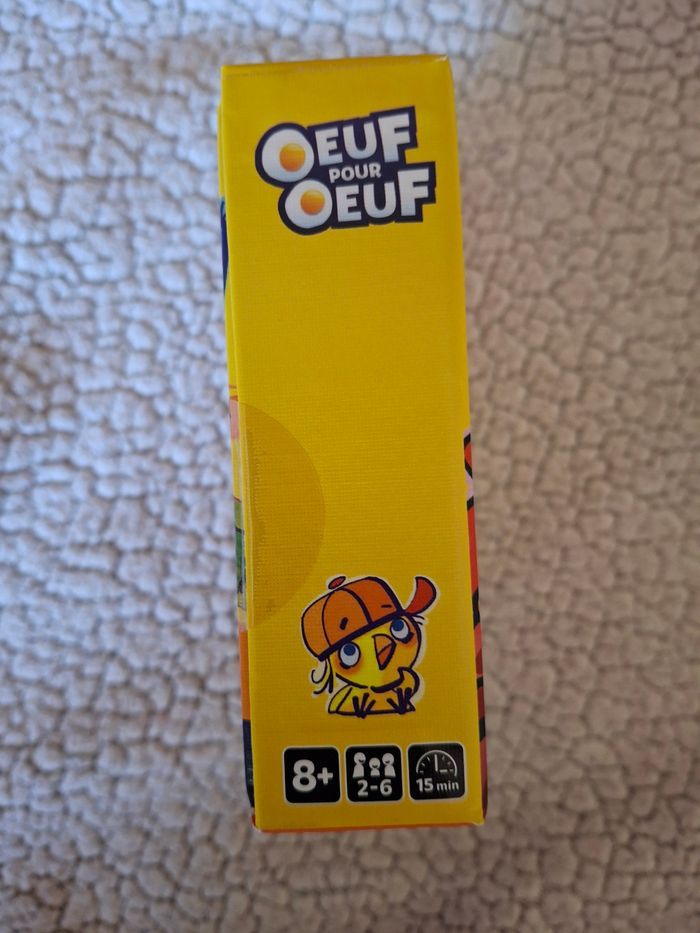 OEUF
POUR
OEUF
8+
2-6
15 min